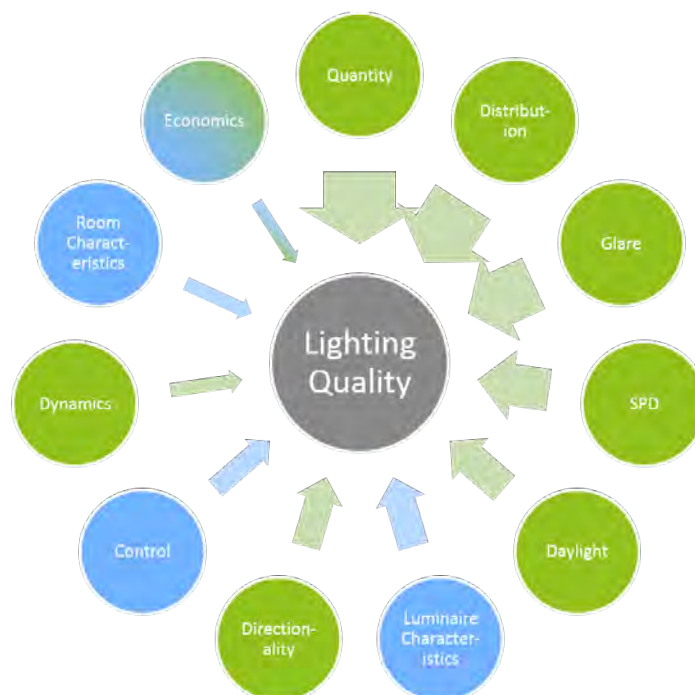 Quantity
Distribut-
ion
Glare
SPD
Daylight
Luminaire
Character-
istics
Direction-
ality
Control
Dynamics
Room
Charact-
eristics
Economics
Lighting
Quality